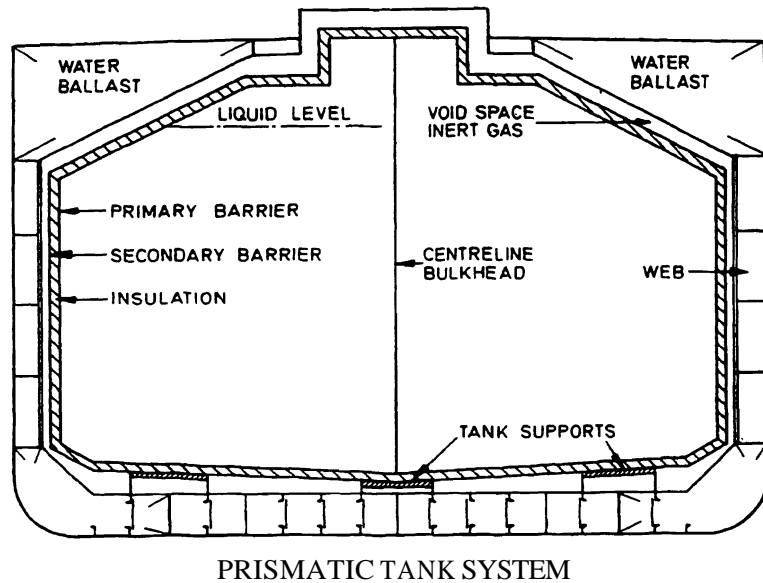 WATER
BALLAST
WATER
BALLAST
LIQUID LEVEL
VOID SPACE
INERT GAS
PRIMARY BARRIER
SECONDARY BARRIER
CENTRELINE
BULKHEAD
WEB
INSULATION
TANK SUPPORTS
PRISMATIC TANK SYSTEM